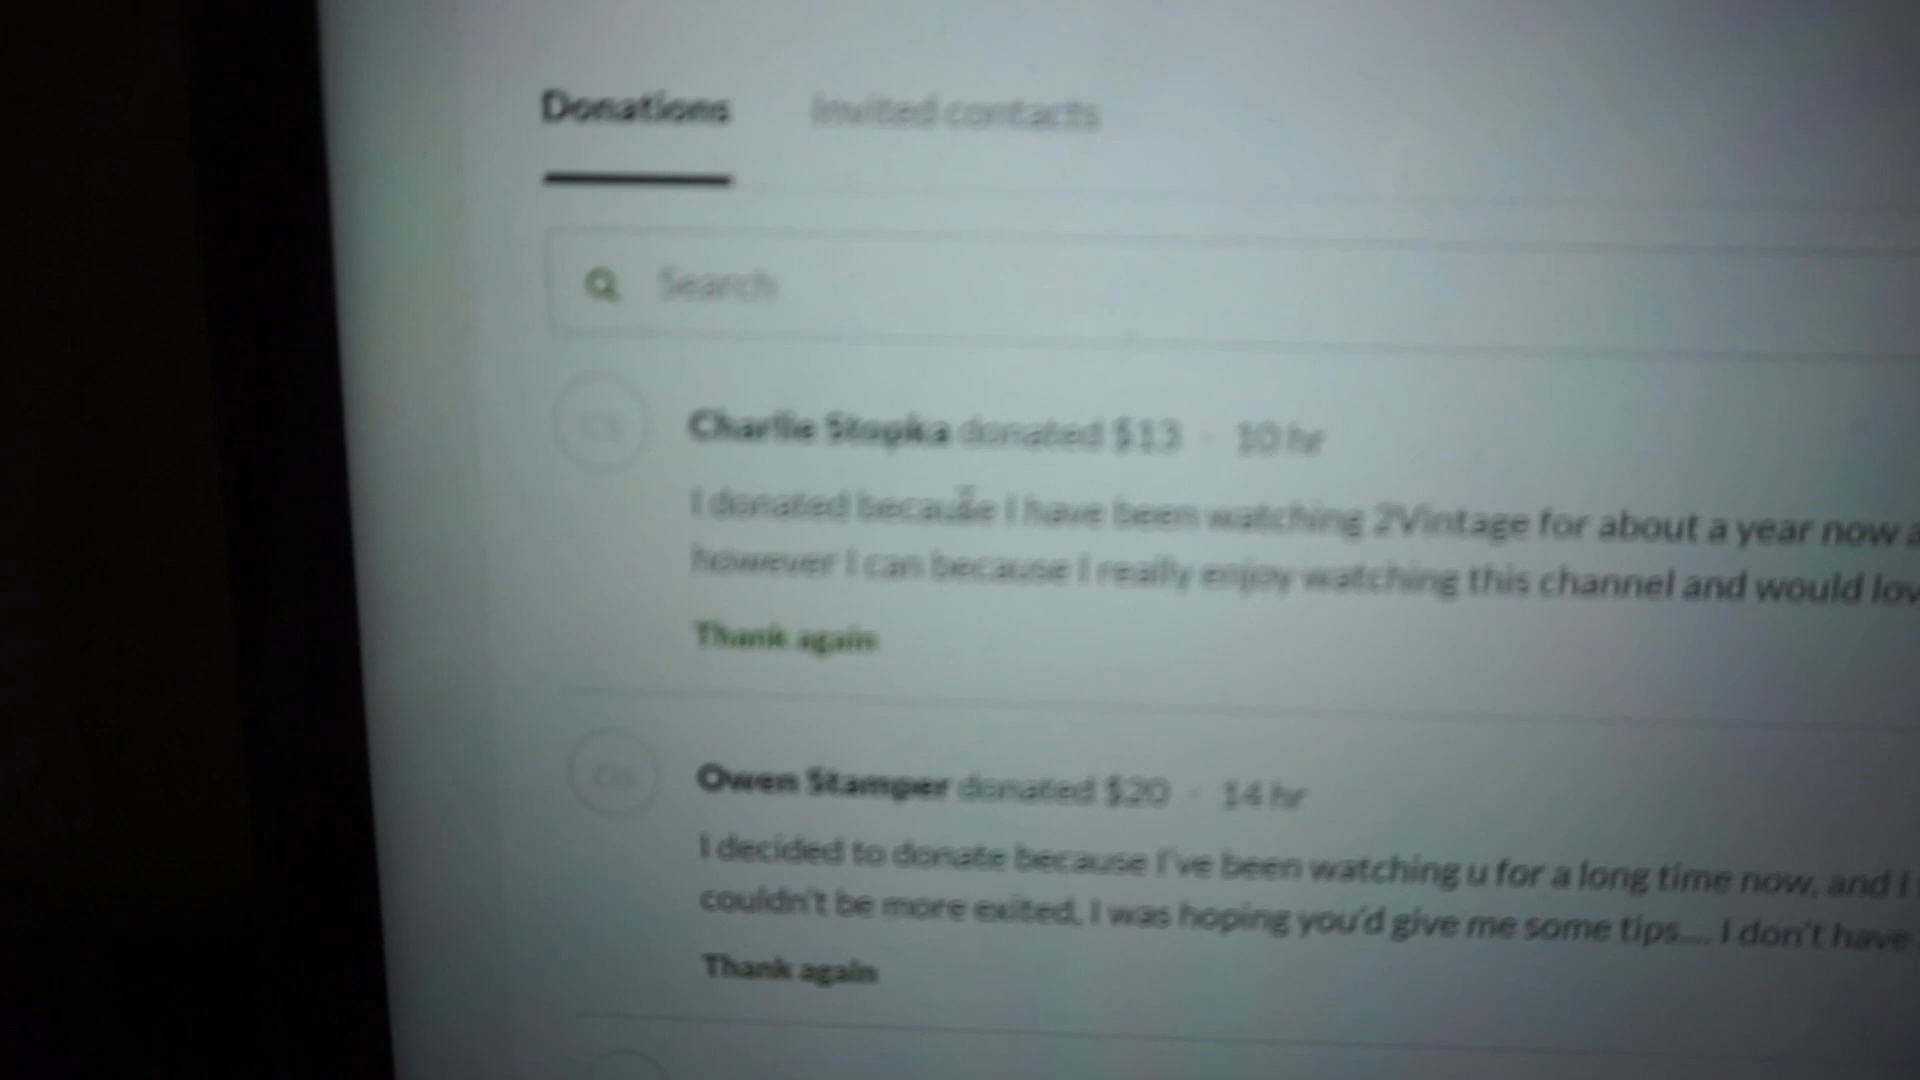 Donations Invited contacts
Search
Charlie Stopka donated $13 · 10 hr
I donated because I have been watching 2Vintage for about a year now
however I can because I really enjoy watching this channel and would
Thank again
Owen Stamper donated $20 · 14 hr
I decided to donate because I've been watching u for a long time now, and I
couldn't be more exited, I was hoping you'd give me some tips.... I don't have
Thank again